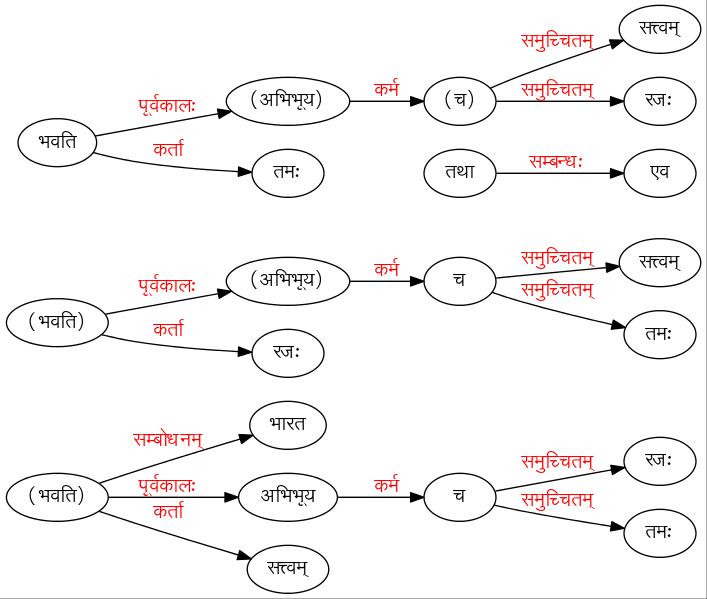 सत्त्वम्
समुच्चितम्
पूर्वकालः (अभिभूय) कर्म (च) समुच्चितम् रजः
भवति
कर्ता
तमः तथा सम्बन्धः एव
समुच्चितम् सत्त्वम्
पूर्वकालः (अभिभूय) कर्म च
समुच्चितम्
(भवति) कर्ता
रजः तमः
भारत
सम्बोधनम्
समुच्चितम् रजः
(भवति) पूर्वकालः अभिभूय कर्म च
कर्ता समुच्चितम्
तमः
सत्त्वम्